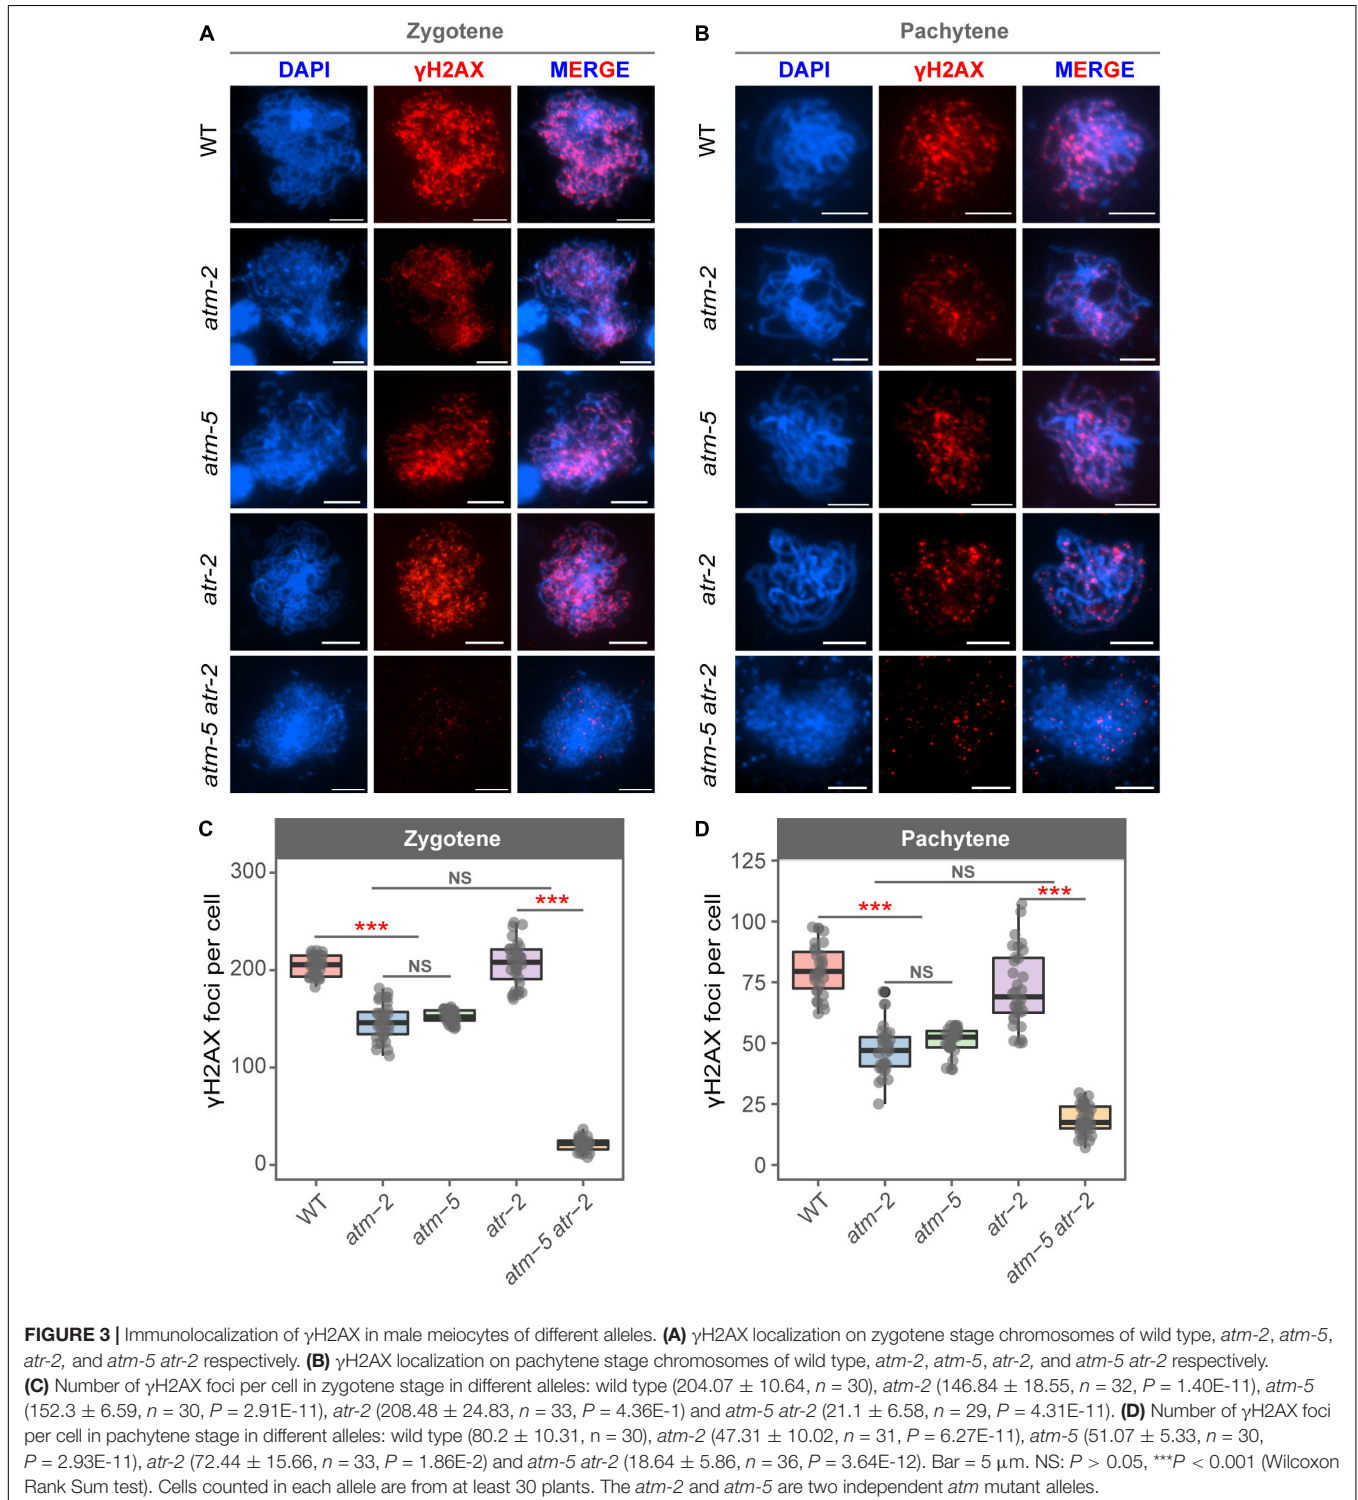 A
Zygotene
DAPI γH2AX MERGE
WT
atm-2
atm-5
atr-2
atm-5 atr-2
B
Pachytene
DAPI γH2AX MERGE
WT
atm-2
atm-5
atr-2
atm-5 atr-2
C
Zygotene
γH2AX foci per cell
300
200
100
0
NS
***
***
NS
WT
atm−2
atm−5
atr−2
atm−5 atr−2
D
Pachytene
γH2AX foci per cell
125
100
75
50
25
0
NS
***
***
NS
WT
atm−2
atm−5
atr−2
atm−5 atr−2
FIGURE 3 | Immunolocalization of γH2AX in male meiocytes of different alleles. (A) γH2AX localization on zygotene stage chromosomes of wild type, atm-2, atm-5,
atr-2, and atm-5 atr-2 respectively. (B) γH2AX localization on pachytene stage chromosomes of wild type, atm-2, atm-5, atr-2, and atm-5 atr-2 respectively.
(C) Number of γH2AX foci per cell in zygotene stage in different alleles: wild type (204.07 ± 10.64, n = 30), atm-2 (146.84 ± 18.55, n = 32, P = 1.40E-11), atm-5
(152.3 ± 6.59, n = 30, P = 2.91E-11), atr-2 (208.48 ± 24.83, n = 33, P = 4.36E-1) and atm-5 atr-2 (21.1 ± 6.58, n = 29, P = 4.31E-11). (D) Number of γH2AX foci
per cell in pachytene stage in different alleles: wild type (80.2 ± 10.31, n = 30), atm-2 (47.31 ± 10.02, n = 31, P = 6.27E-11), atm-5 (51.07 ± 5.33, n = 30,
P = 2.93E-11), atr-2 (72.44 ± 15.66, n = 33, P = 1.86E-2) and atm-5 atr-2 (18.64 ± 5.86, n = 36, P = 3.64E-12). Bar = 5 μm. NS: P > 0.05, ***P < 0.001 (Wilcoxon
Rank Sum test). Cells counted in each allele are from at least 30 plants. The atm-2 and atm-5 are two independent atm mutant alleles.